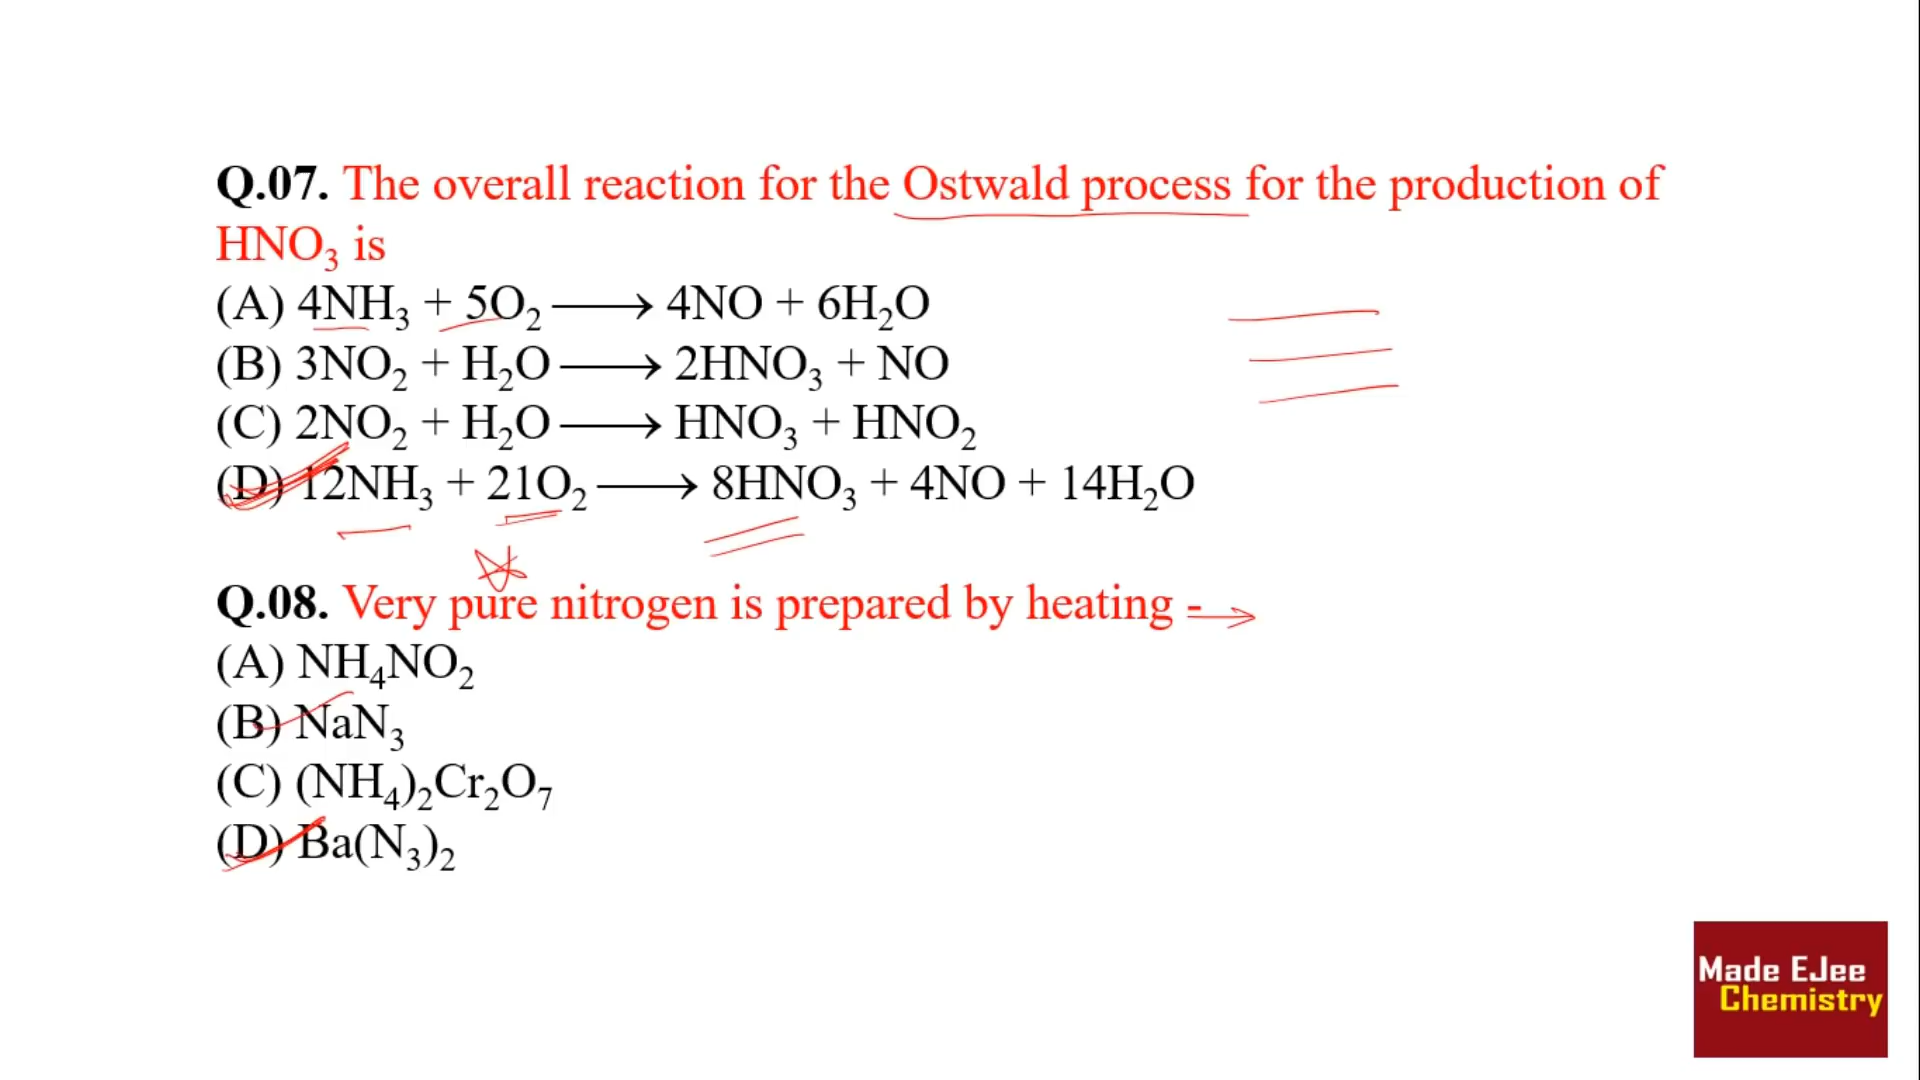 Q.07. The overall reaction for the Ostwald process for the production of
HNO₃ is
(A) 4NH₃ + 5O₂ ⟶ 4NO + 6H₂O
(B) 3NO₂ + H₂O ⟶ 2HNO₃ + NO
(C) 2NO₂ + H₂O ⟶ HNO₃ + HNO₂
(D) 12NH₃ + 21O₂ ⟶ 8HNO₃ + 4NO + 14H₂O
Q.08. Very pure nitrogen is prepared by heating -
(A) NH₄NO₂
(B) NaN₃
(C) (NH₄)₂Cr₂O₇
(D) Ba(N₃)₂
Made EJee
Chemistry